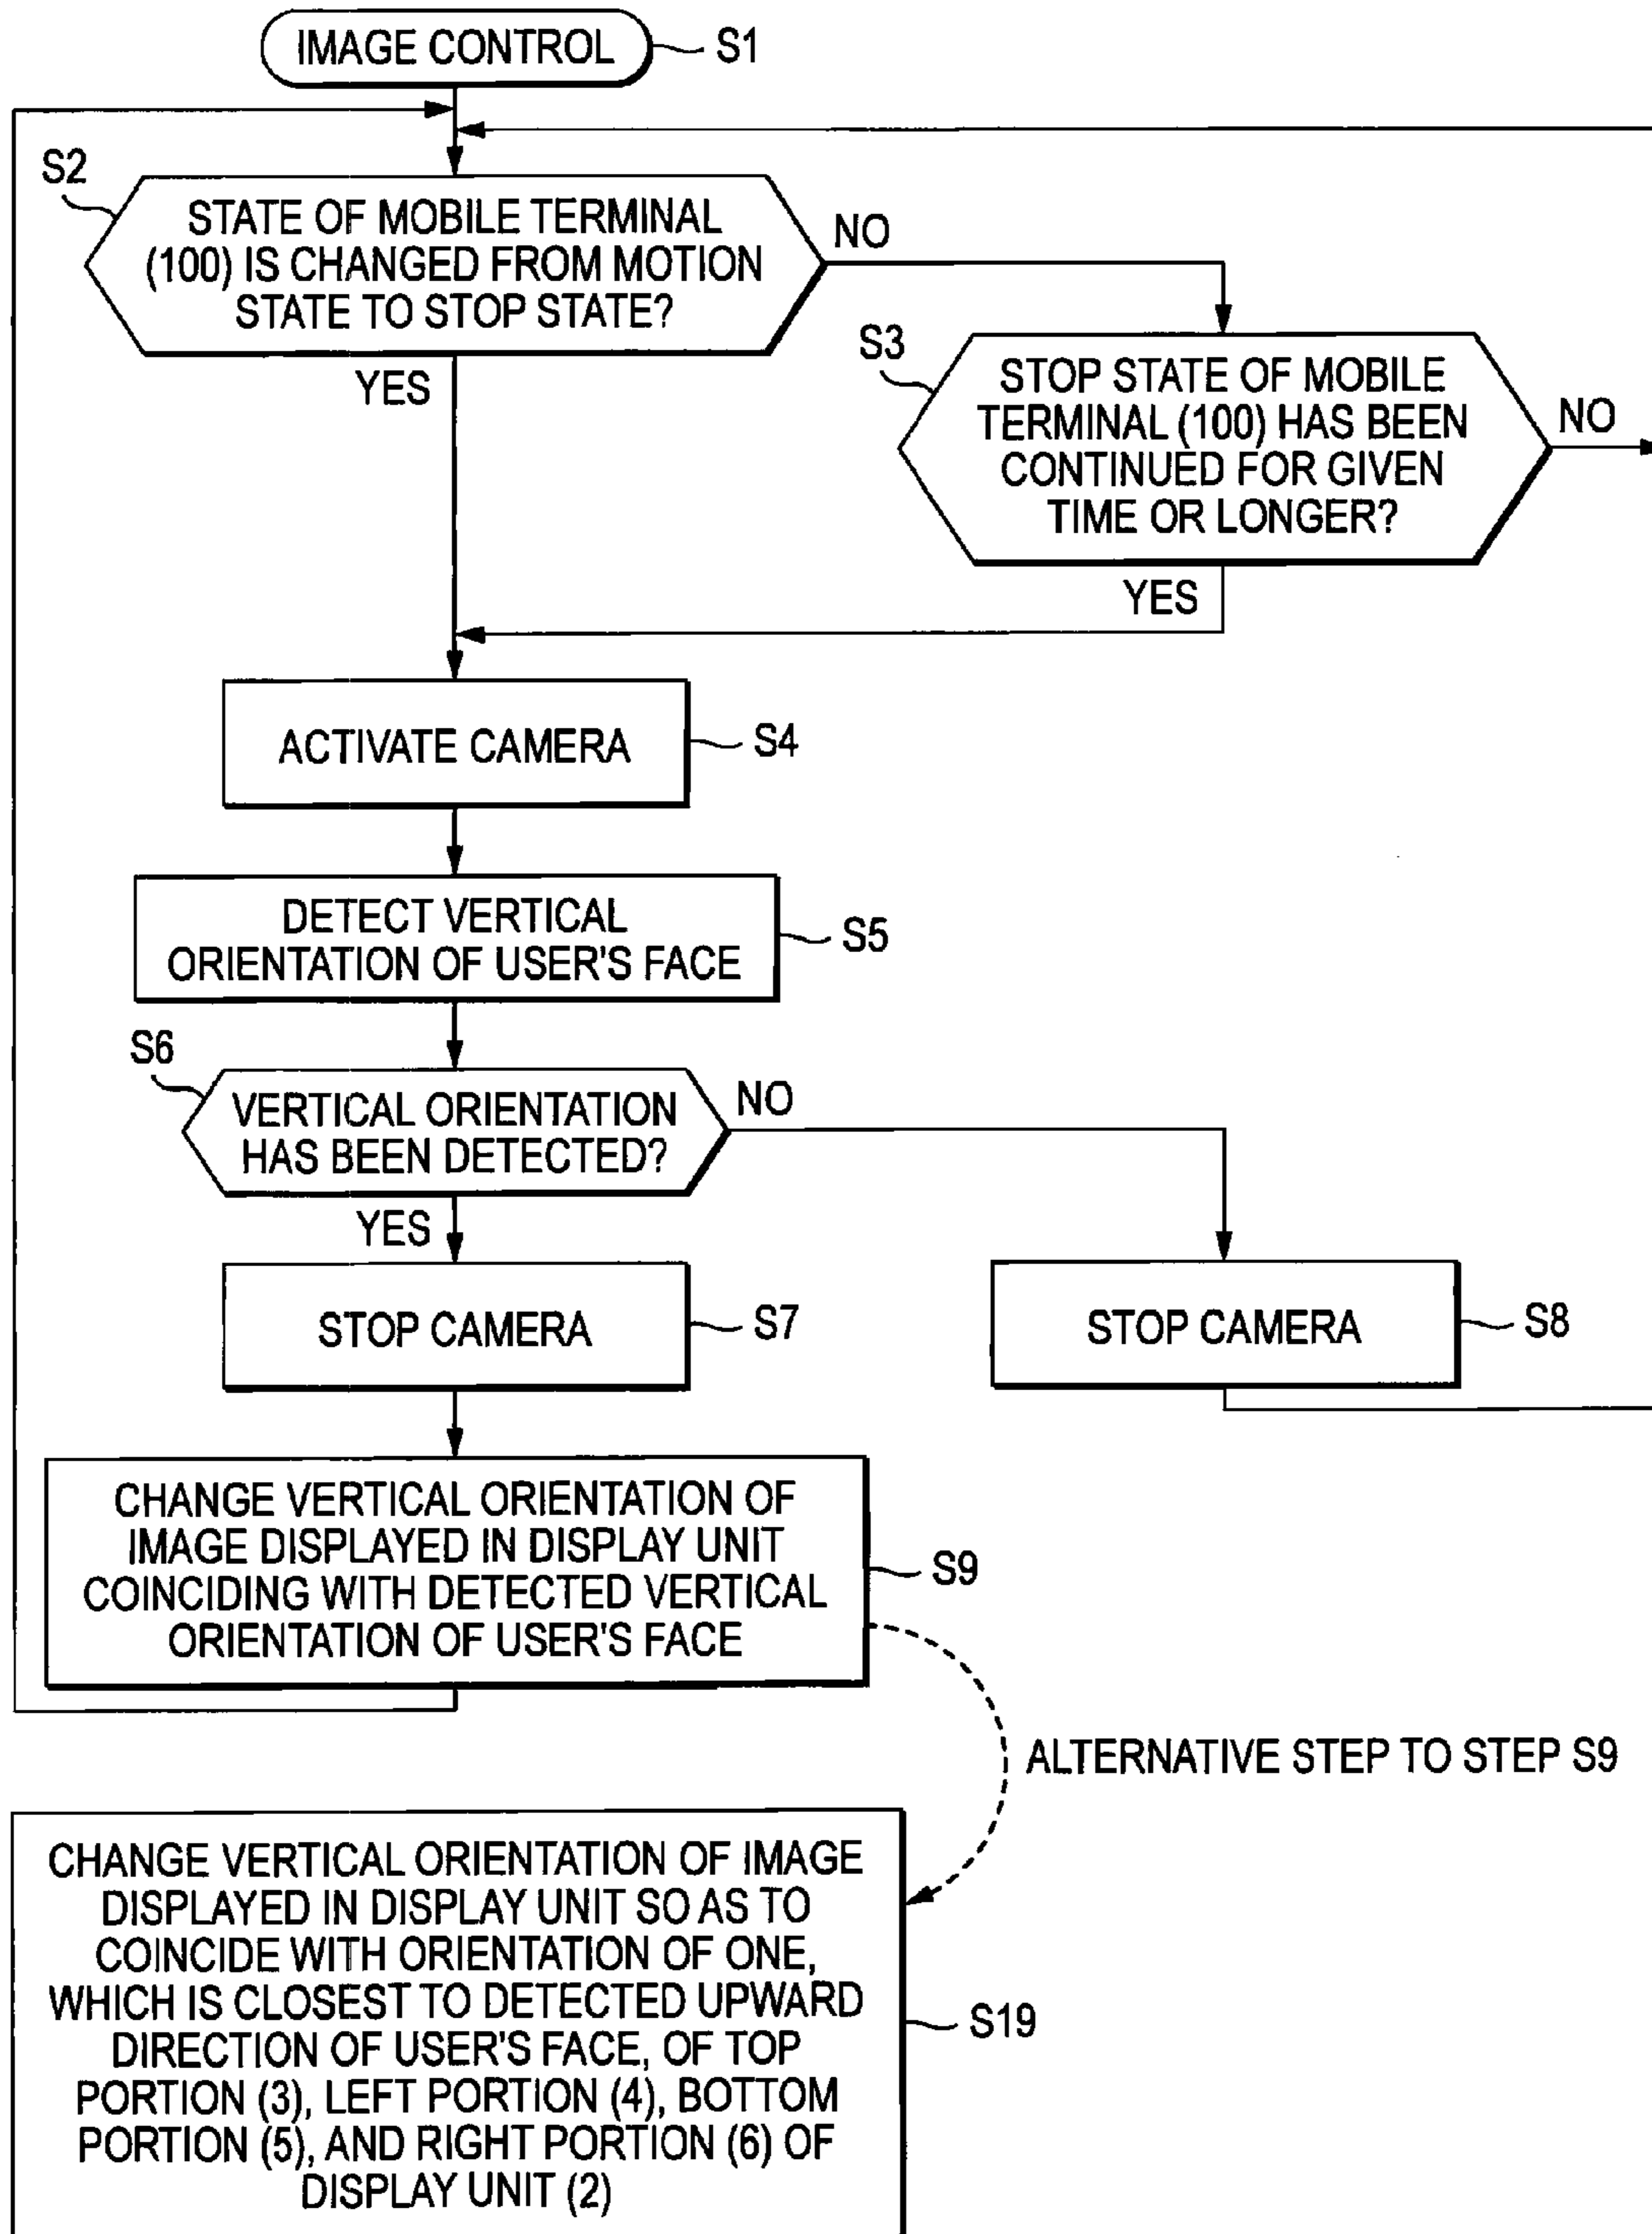 IMAGE CONTROL
S1
S2
STATE OF MOBILE TERMINAL
(100) IS CHANGED FROM MOTION
STATE TO STOP STATE?
NO
YES
S3
STOP STATE OF MOBILE
TERMINAL (100) HAS BEEN
CONTINUED FOR GIVEN
TIME OR LONGER?
NO
YES
ACTIVATE CAMERA
S4
DETECT VERTICAL
ORIENTATION OF USER'S FACE
S5
S6
VERTICAL ORIENTATION
HAS BEEN DETECTED?
NO
YES
STOP CAMERA
S7
STOP CAMERA
S8
CHANGE VERTICAL ORIENTATION OF
IMAGE DISPLAYED IN DISPLAY UNIT
COINCIDING WITH DETECTED VERTICAL
ORIENTATION OF USER'S FACE
S9
ALTERNATIVE STEP TO STEP S9
CHANGE VERTICAL ORIENTATION OF IMAGE
DISPLAYED IN DISPLAY UNIT SO AS TO
COINCIDE WITH ORIENTATION OF ONE,
WHICH IS CLOSEST TO DETECTED UPWARD
DIRECTION OF USER'S FACE, OF TOP
PORTION (3), LEFT PORTION (4), BOTTOM
PORTION (5), AND RIGHT PORTION (6) OF
DISPLAY UNIT (2)
S19